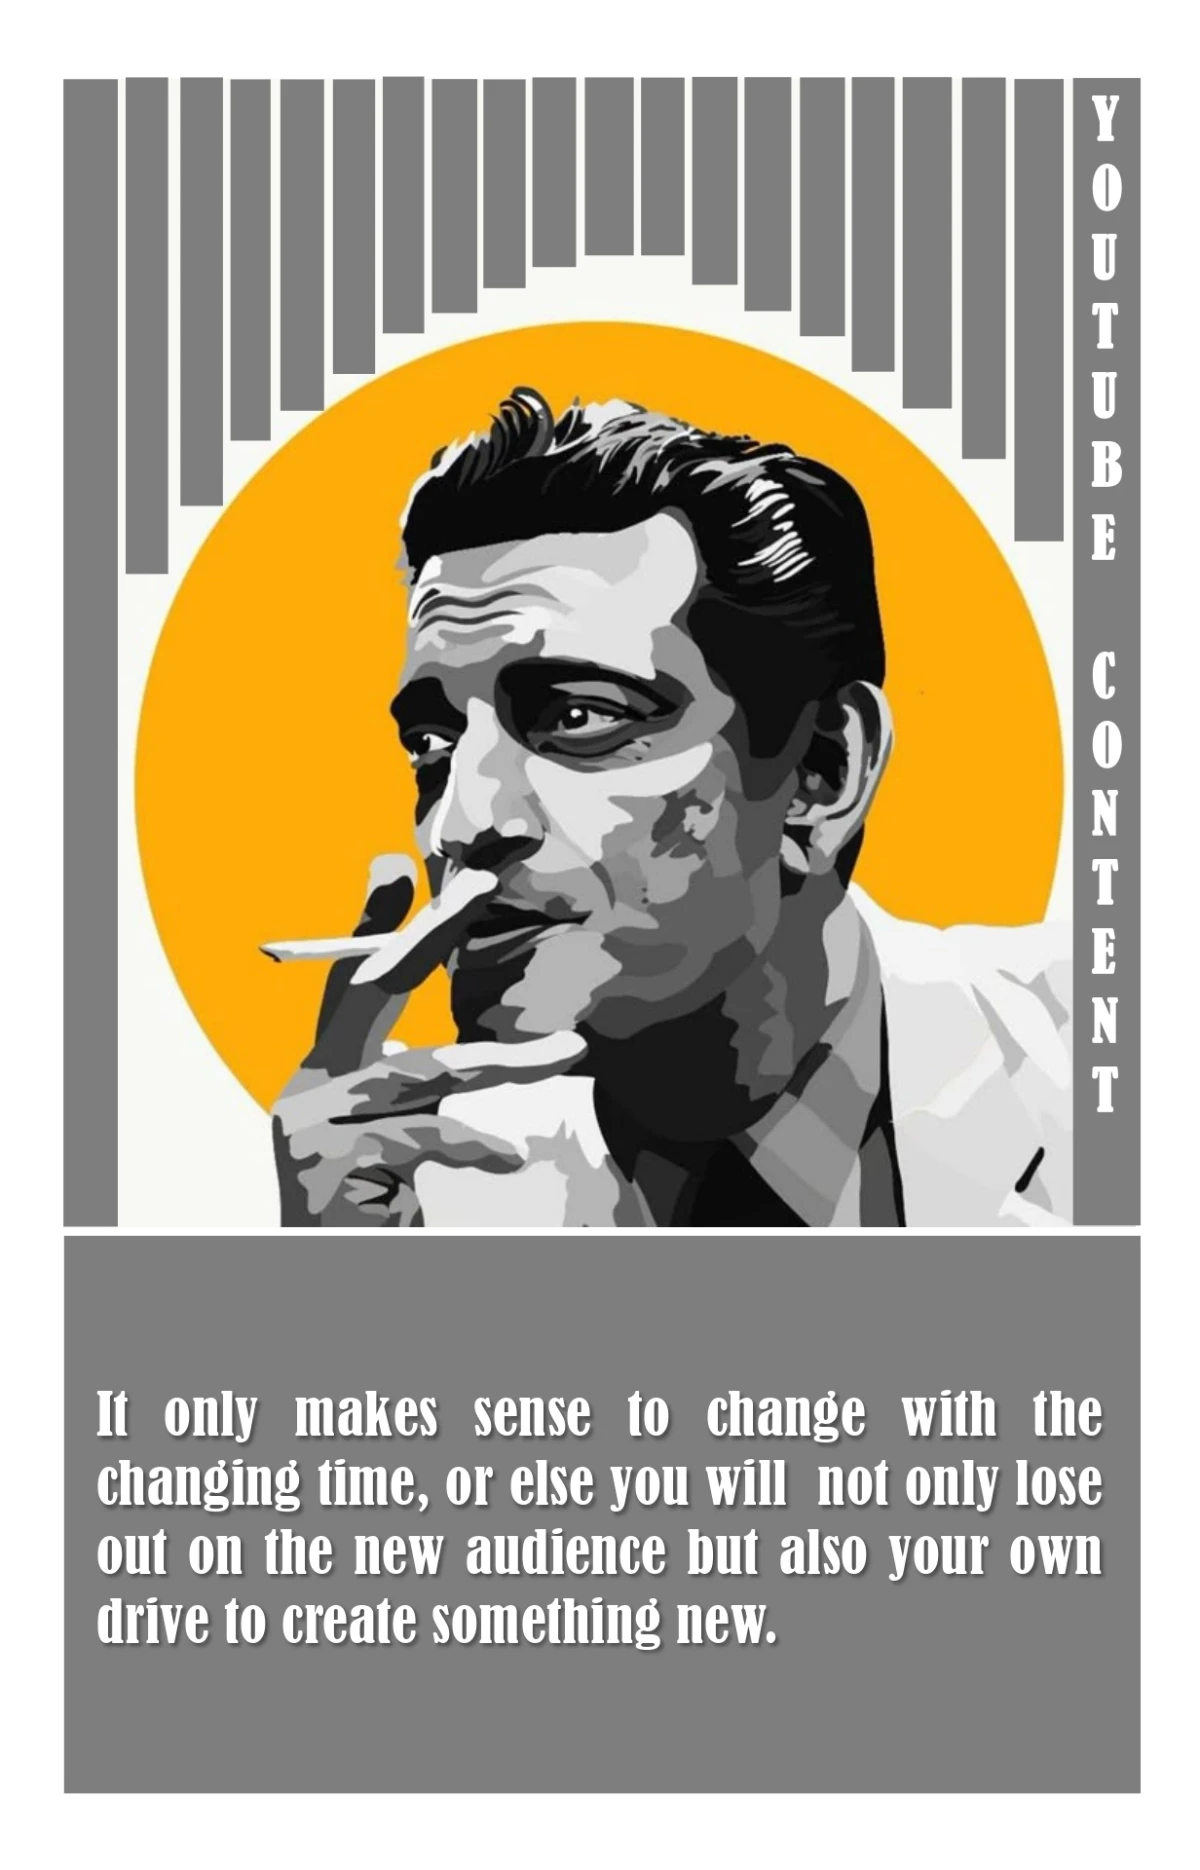 YOUTUBE CONTENT
It only makes sense to change with the
changing time, or else you will not only lose
out on the new audience but also your own
drive to create something new.